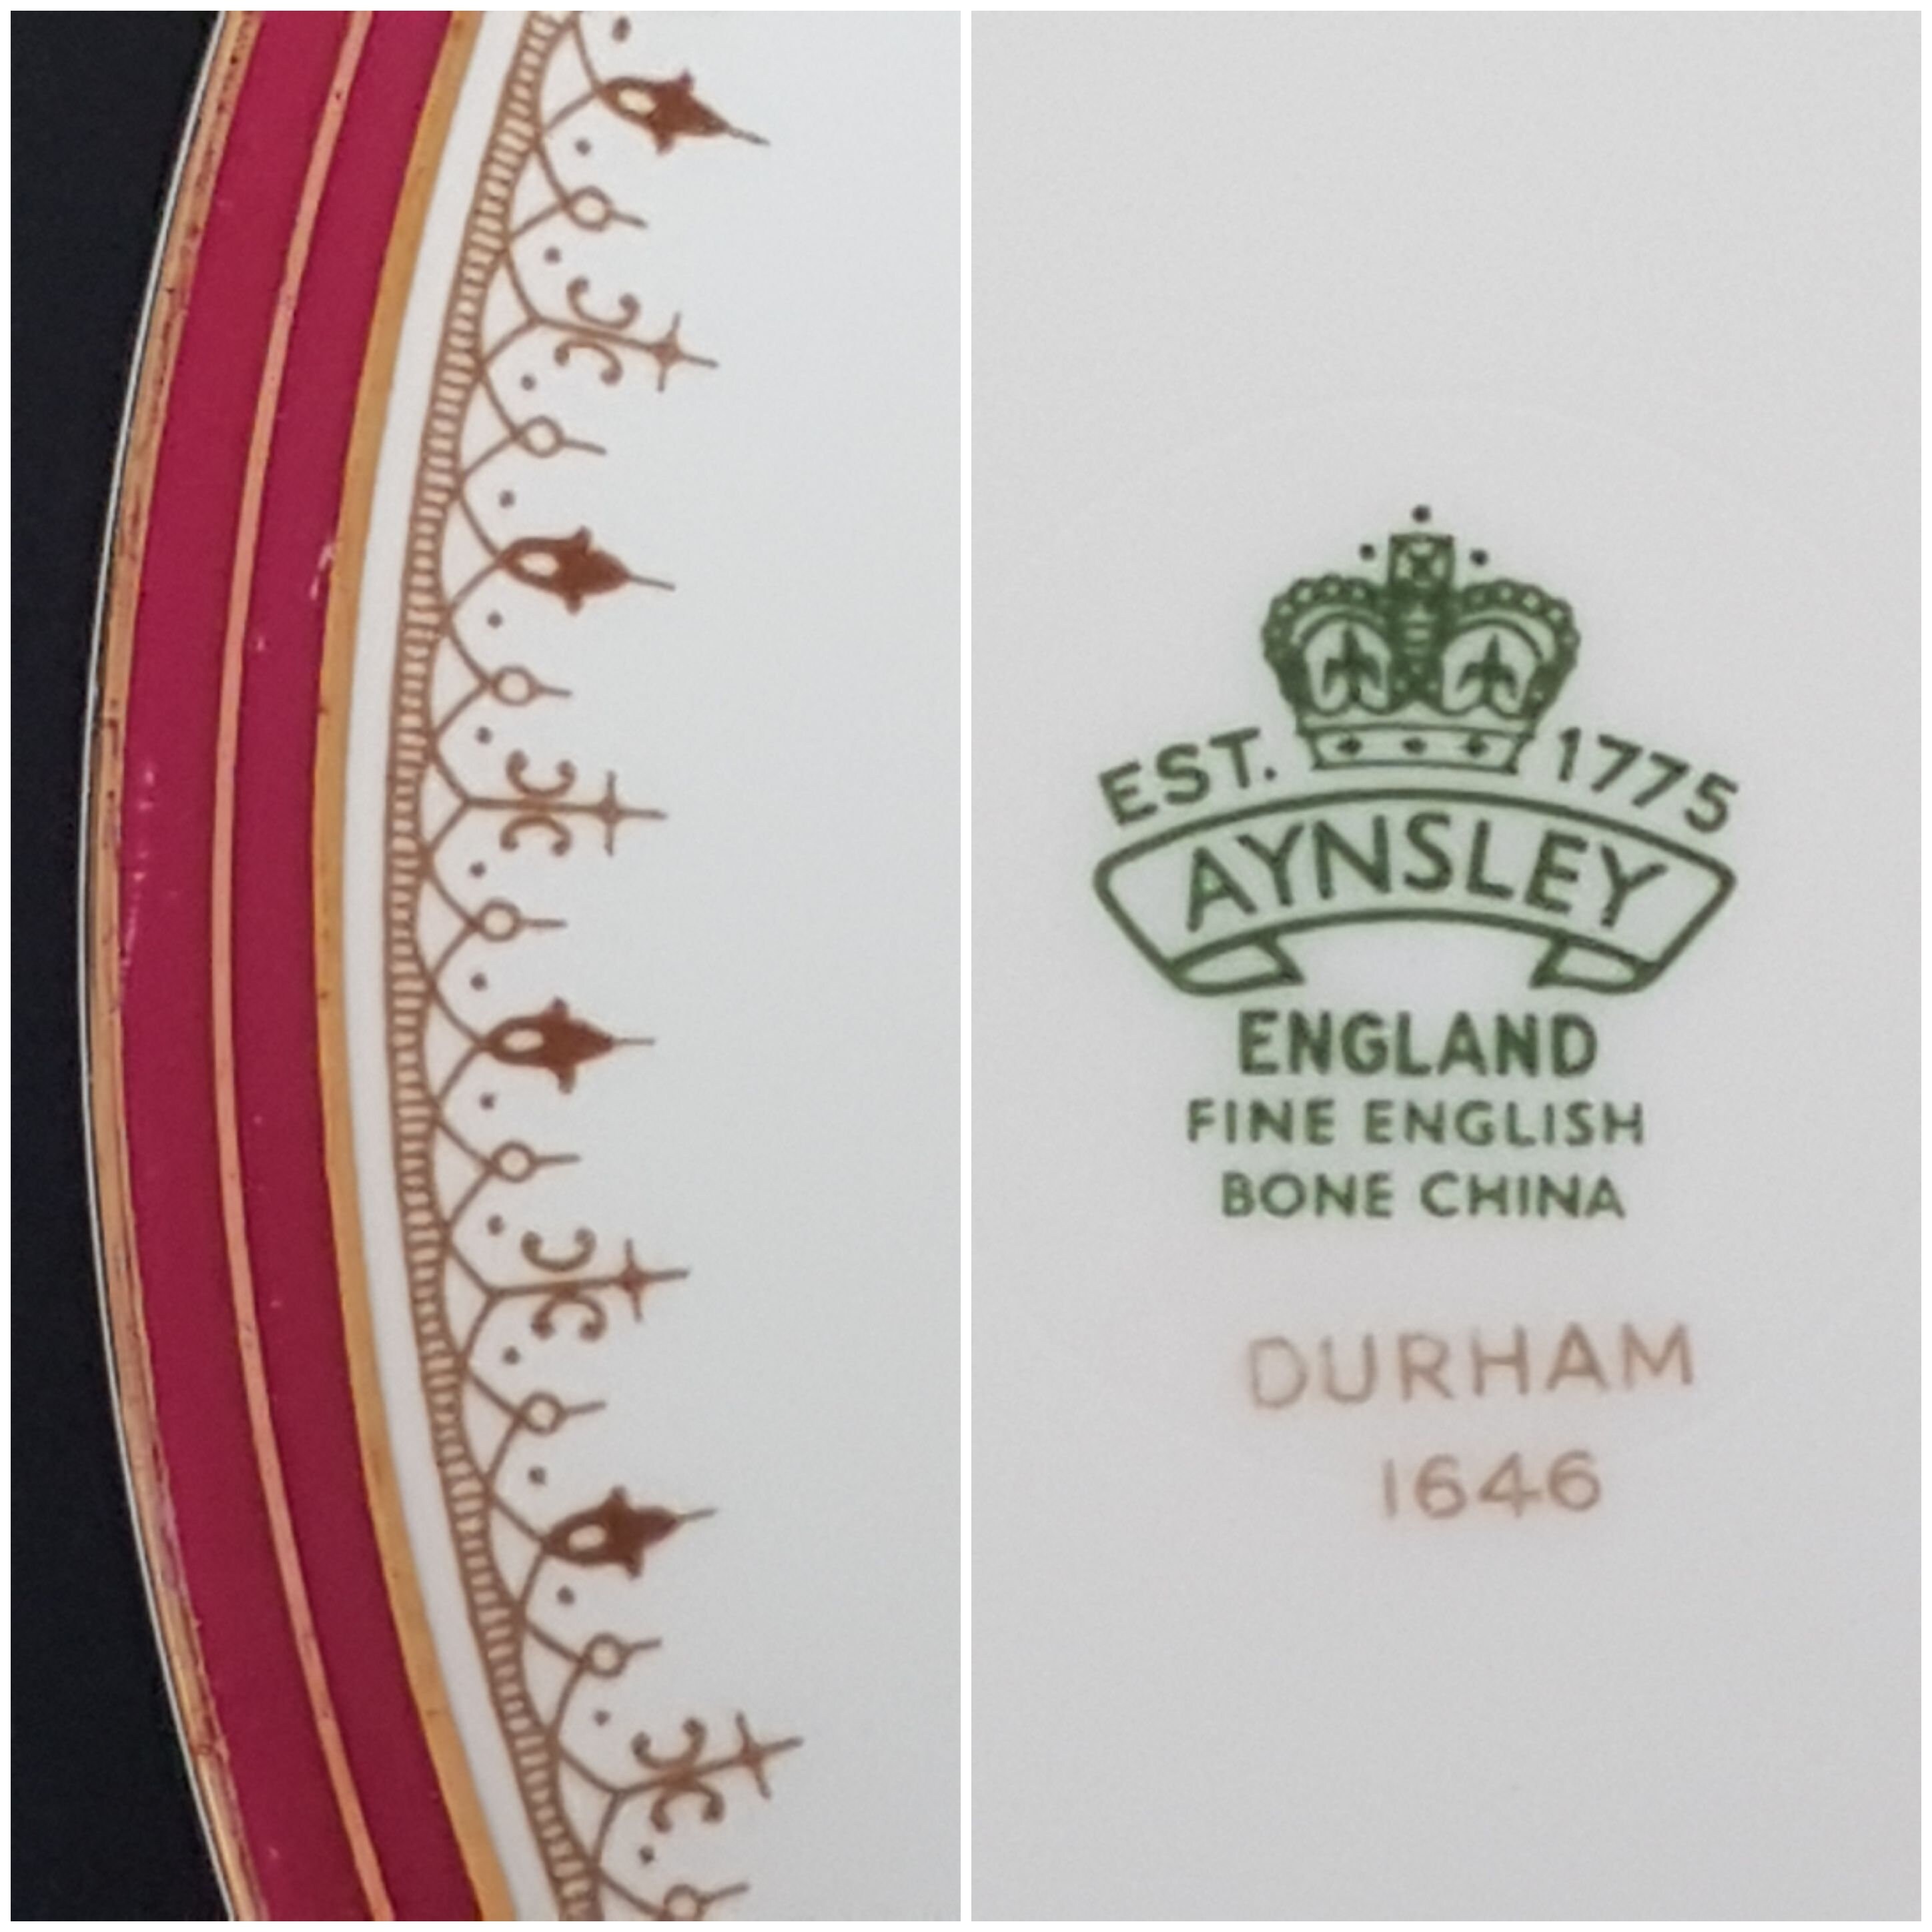 EST. 1775
AYNSLEY
ENGLAND
FINE ENGLISH
BONE CHINA
DURHAM
1646